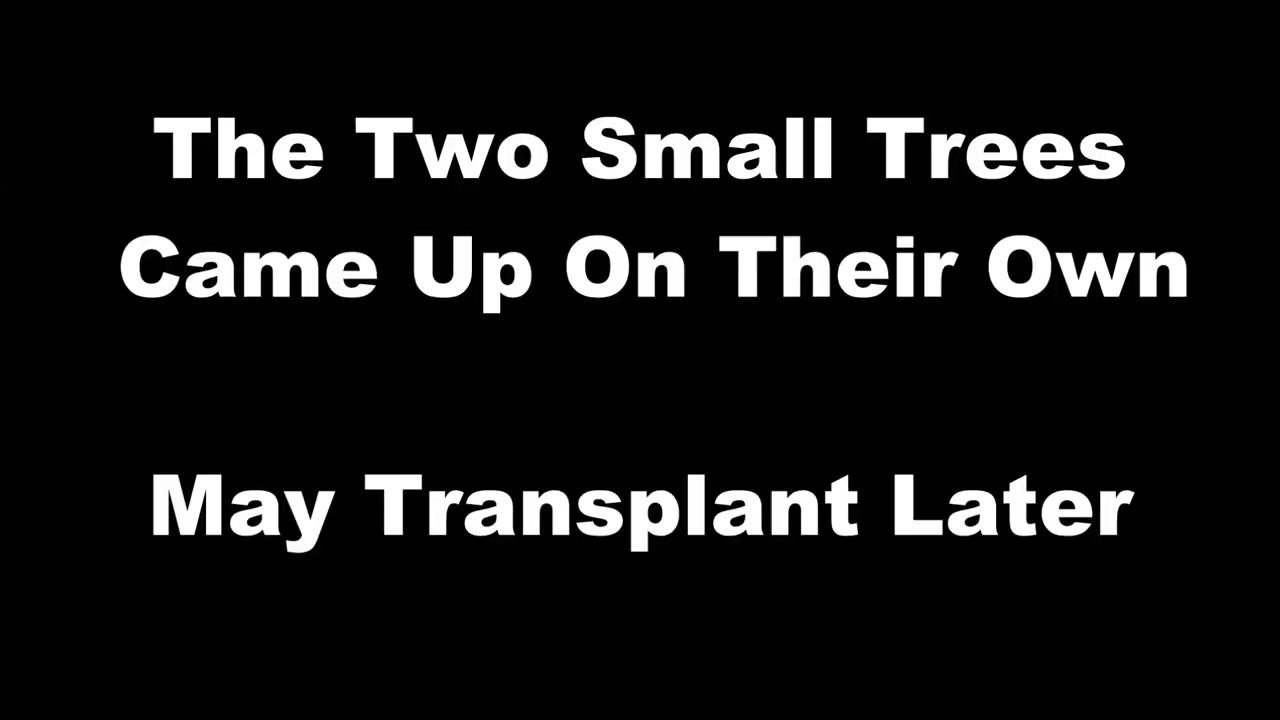 The Two Small Trees
Came Up On Their Own
May Transplant Later